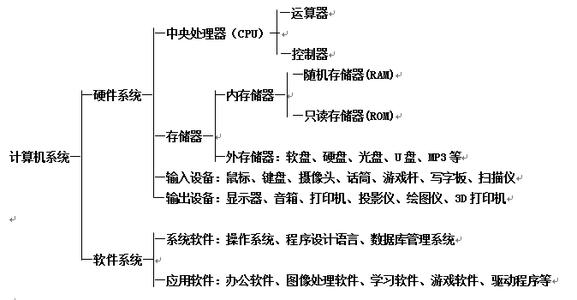 运算器
中央处理器（CPU）
控制器
硬件系统
随机存储器(RAM)
内存储器
只读存储器(ROM)
存储器
计算机系统
外存储器：软盘、硬盘、光盘、U盘、MP3等
输入设备：鼠标、键盘、摄像头、话筒、游戏杆、写字板、扫描仪
输出设备：显示器、音箱、打印机、投影仪、绘图仪、3D打印机
系统软件：操作系统、程序设计语言、数据库管理系统
软件系统
应用软件：办公软件、图像处理软件、学习软件、游戏软件、驱动程序等